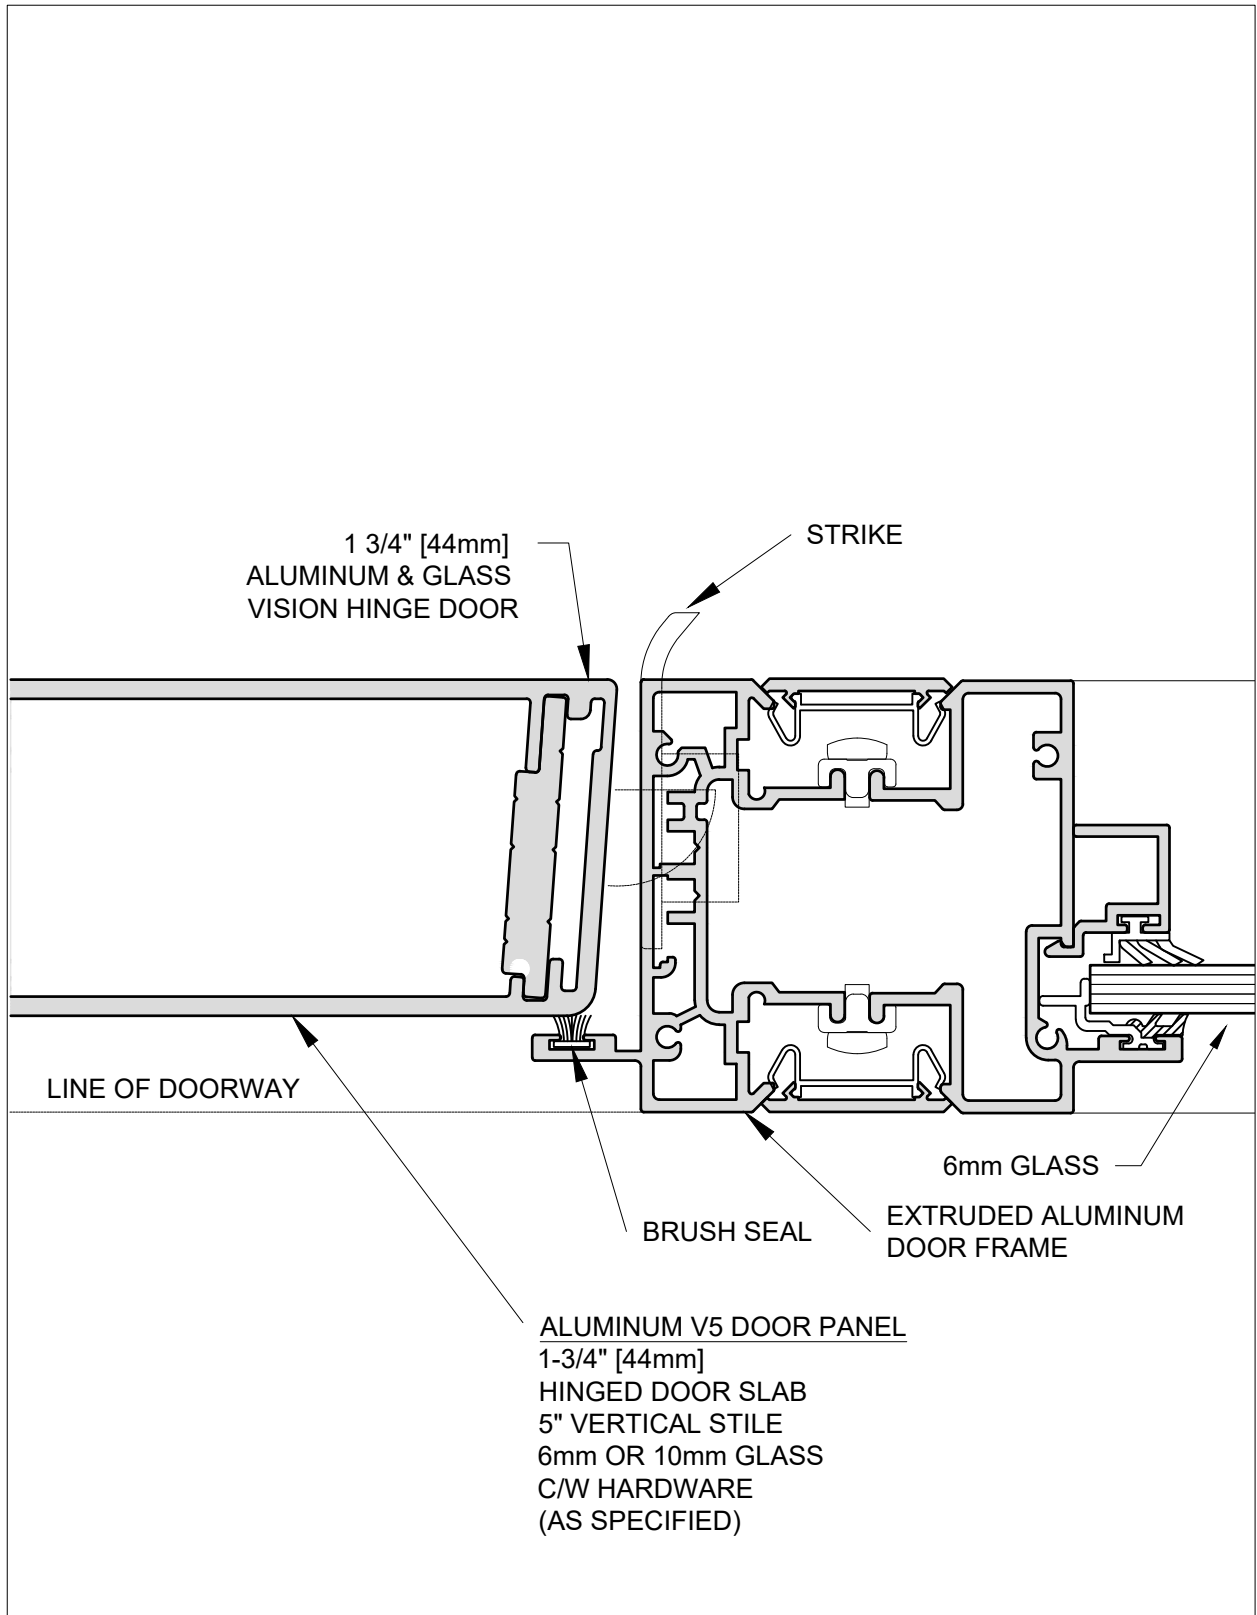 1 3/4" [44mm]
ALUMINUM & GLASS
VISION HINGE DOOR
STRIKE
LINE OF DOORWAY
6mm GLASS
BRUSH SEAL
EXTRUDED ALUMINUM
DOOR FRAME
ALUMINUM V5 DOOR PANEL
1-3/4" [44mm]
HINGED DOOR SLAB
5" VERTICAL STILE
6mm OR 10mm GLASS
C/W HARDWARE
(AS SPECIFIED)